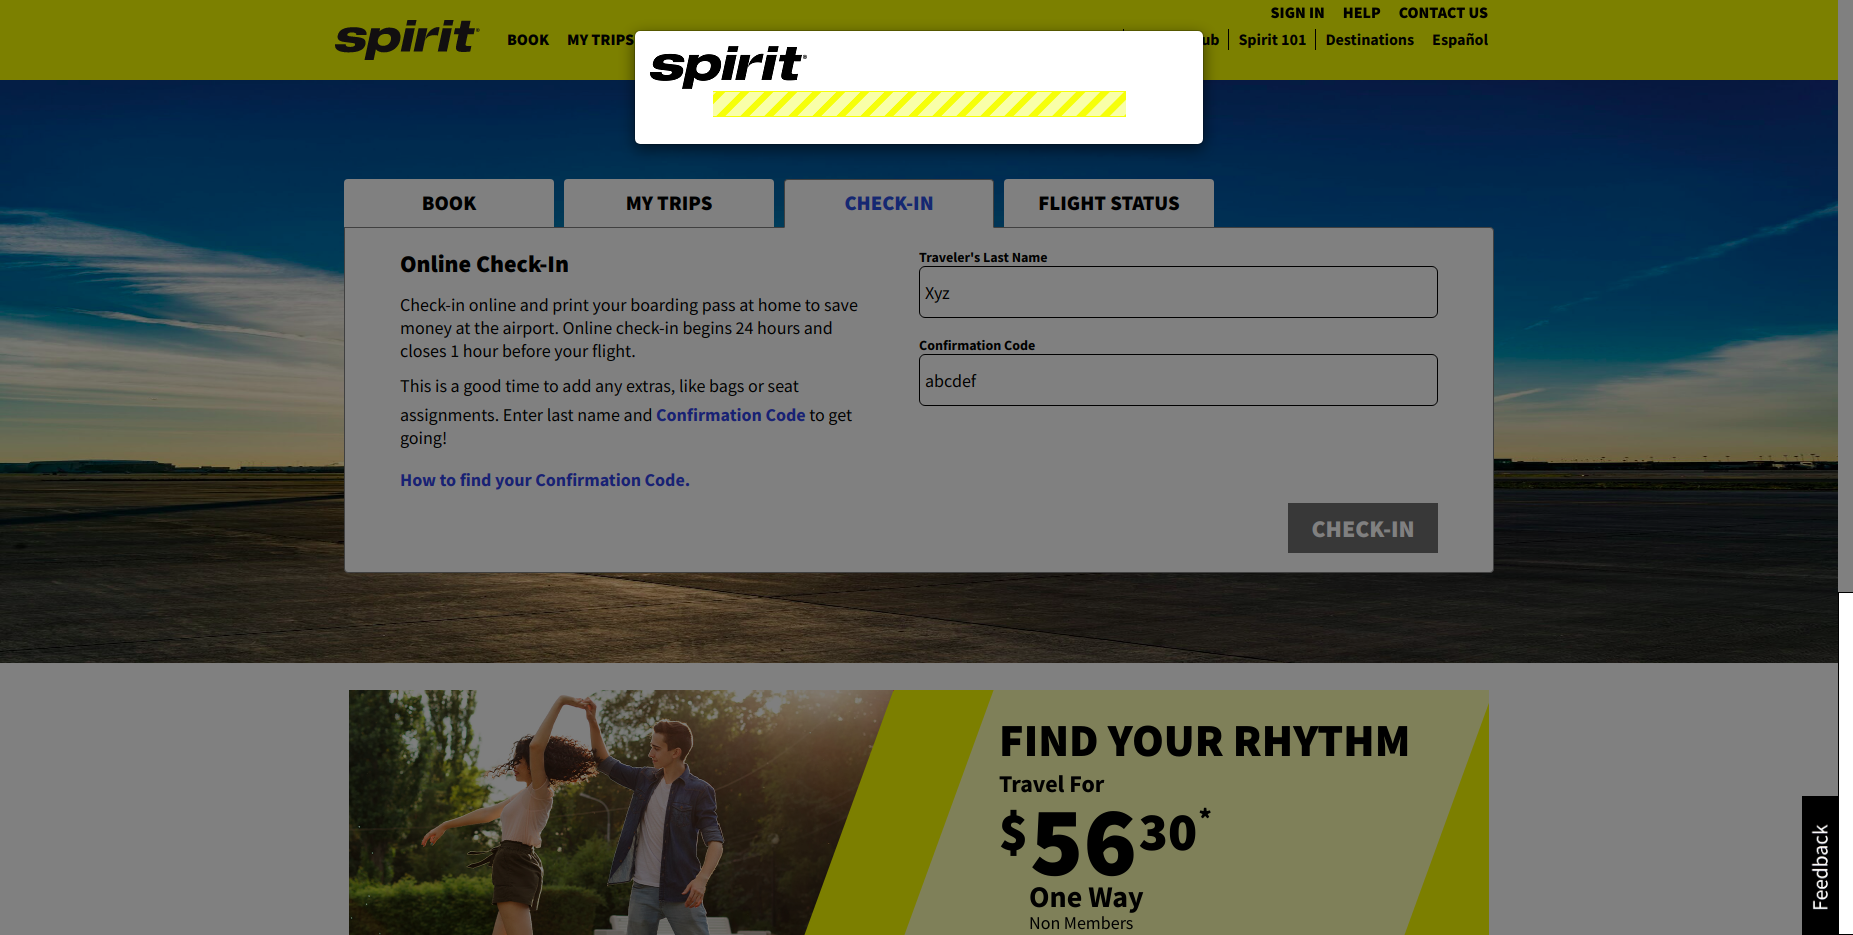 SIGN IN HELP CONTACT US
spirit BOOK MY TRIPS Spirit 101 Destinations Español
spirit
BOOK MY TRIPS CHECK-IN FLIGHT STATUS
Online Check-In
Check-in online and print your boarding pass at home to save
money at the airport. Online check-in begins 24 hours and
closes 1 hour before your flight.
This is a good time to add any extras, like bags or seat
assignments. Enter last name and Confirmation Code to get
going!
How to find your Confirmation Code.
Traveler's Last Name
Xyz
Confirmation Code
abcdef
CHECK-IN
FIND YOUR RHYTHM
Travel For
$56 30*
One Way
Non Members
Feedback